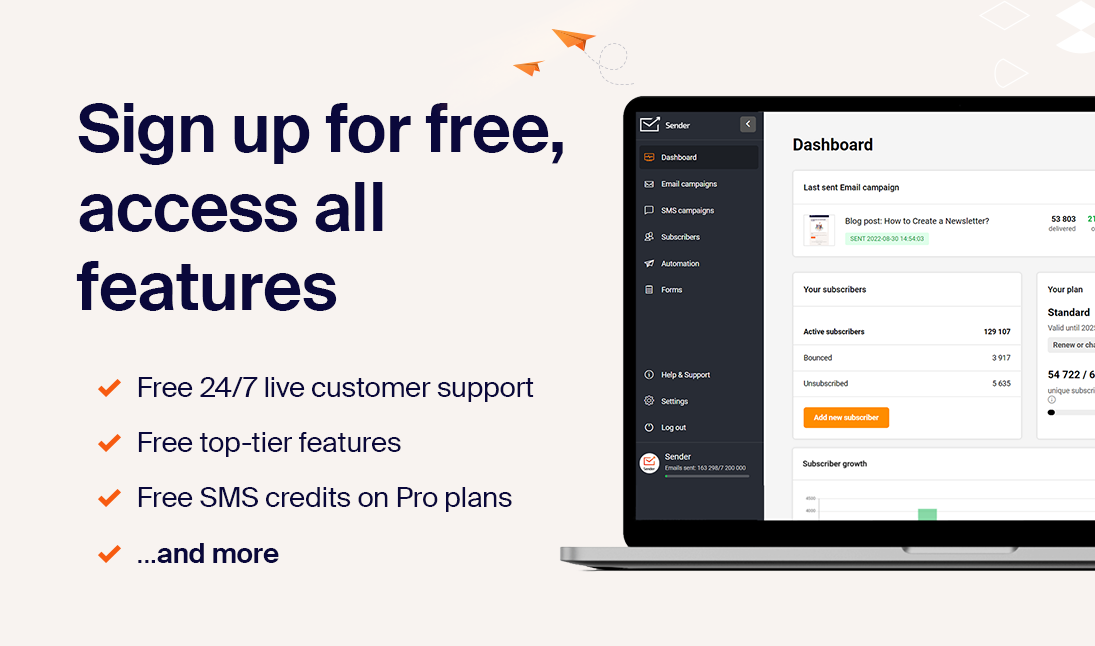 Sign up for free,
access all
features
Free 24/7 live customer support
Free top-tier features
Free SMS credits on Pro plans
...and more
Sender
Dashboard
Email campaigns
SMS campaigns
Subscribers
Automation
Forms
Help & Support
Settings
Log out
Sender
Emails sent: 163 298/7 200 000
Dashboard
Last sent Email campaign
Blog post: How to Create a Newsletter?
SENT 2022-08-30 14:54:03
53 803
delivered
21
Your subscribers
Active subscribers 129 107
Bounced 3 917
Unsubscribed 5 635
Add new subscriber
Your plan
Standard
Valid until 202
Renew or cha
54 722 / 6
unique subscri
Subscriber growth
4500
4000